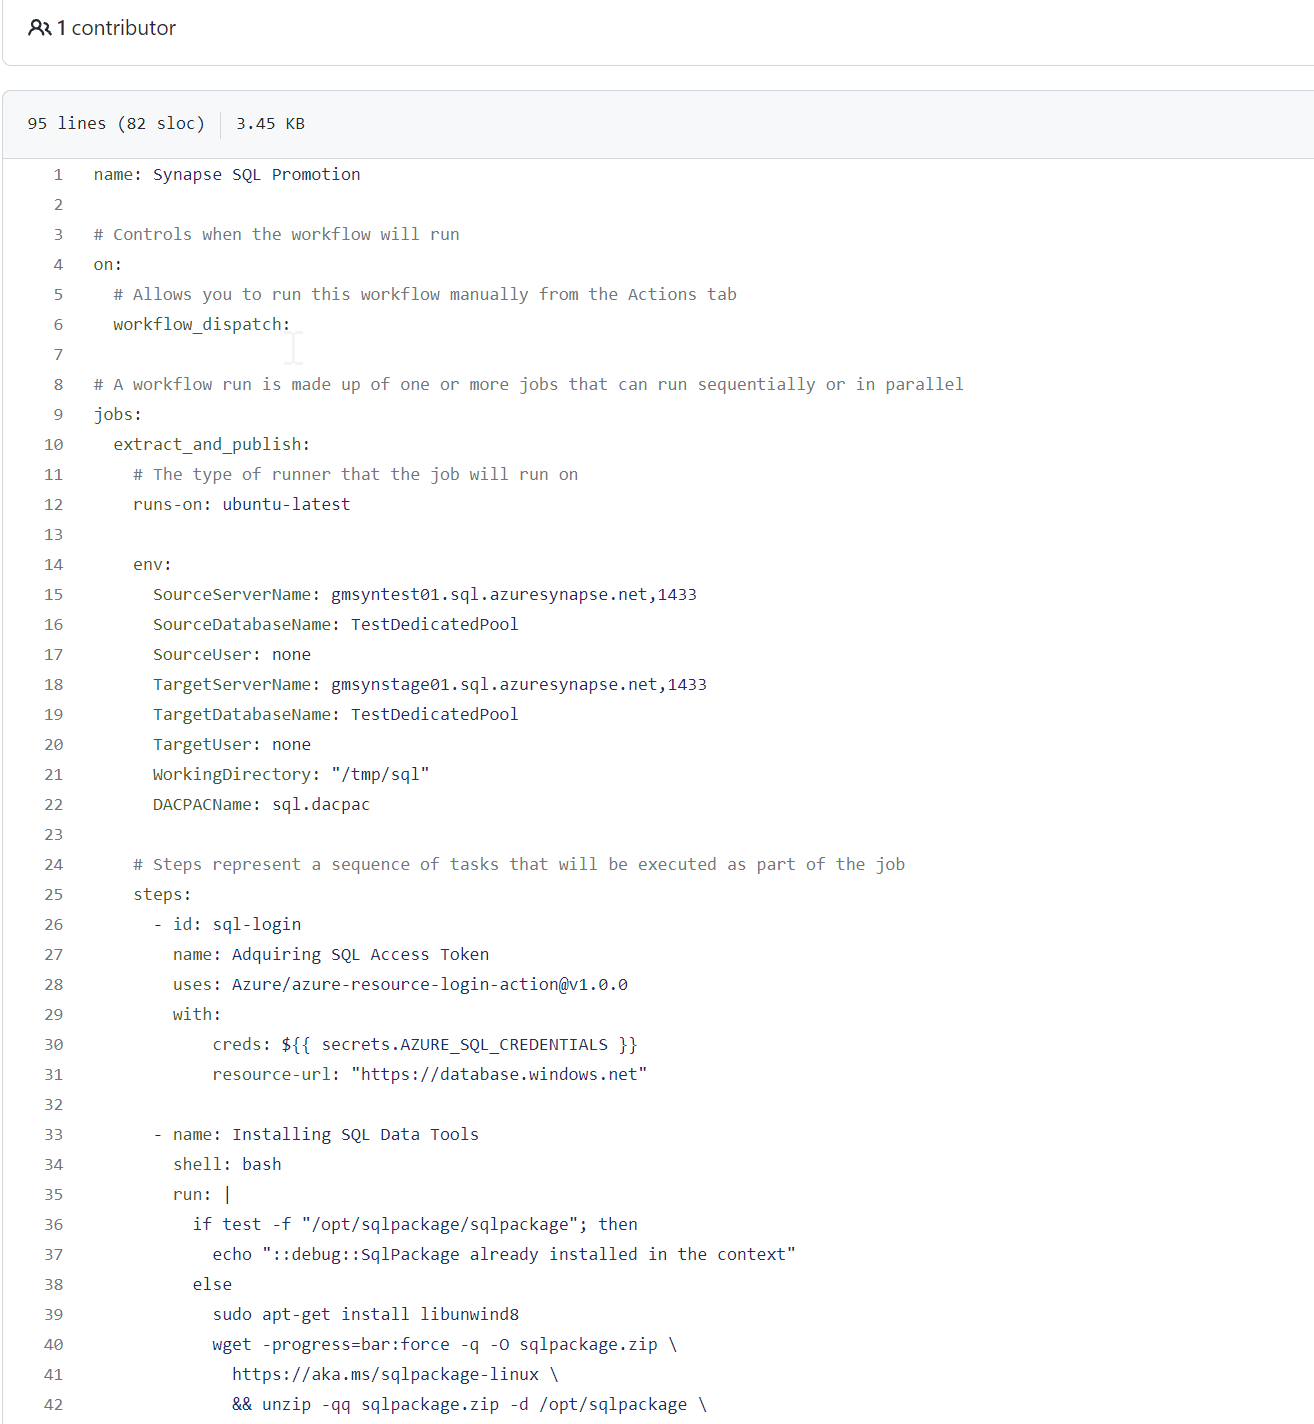 1 contributor
95 lines (82 sloc) 3.45 KB
1 name: Synapse SQL Promotion
2
3 # Controls when the workflow will run
4 on:
5   # Allows you to run this workflow manually from the Actions tab
6   workflow_dispatch:
7
8 # A workflow run is made up of one or more jobs that can run sequentially or in parallel
9 jobs:
10   extract_and_publish:
11     # The type of runner that the job will run on
12     runs-on: ubuntu-latest
13
14     env:
15       SourceServerName: gmsyntest01.sql.azuresynapse.net,1433
16       SourceDatabaseName: TestDedicatedPool
17       SourceUser: none
18       TargetServerName: gmsynstage01.sql.azuresynapse.net,1433
19       TargetDatabaseName: TestDedicatedPool
20       TargetUser: none
21       WorkingDirectory: "/tmp/sql"
22       DACPACName: sql.dacpac
23
24     # Steps represent a sequence of tasks that will be executed as part of the job
25     steps:
26       - id: sql-login
27         name: Adquiring SQL Access Token
28         uses: Azure/azure-resource-login-action@v1.0.0
29         with:
30             creds: ${{ secrets.AZURE_SQL_CREDENTIALS }}
31             resource-url: "https://database.windows.net"
32
33       - name: Installing SQL Data Tools
34         shell: bash
35         run: |
36           if test -f "/opt/sqlpackage/sqlpackage"; then
37             echo "::debug::SqlPackage already installed in the context"
38           else
39             sudo apt-get install libunwind8
40             wget -progress=bar:force -q -O sqlpackage.zip \
41               https://aka.ms/sqlpackage-linux \
42               && unzip -qq sqlpackage.zip -d /opt/sqlpackage \